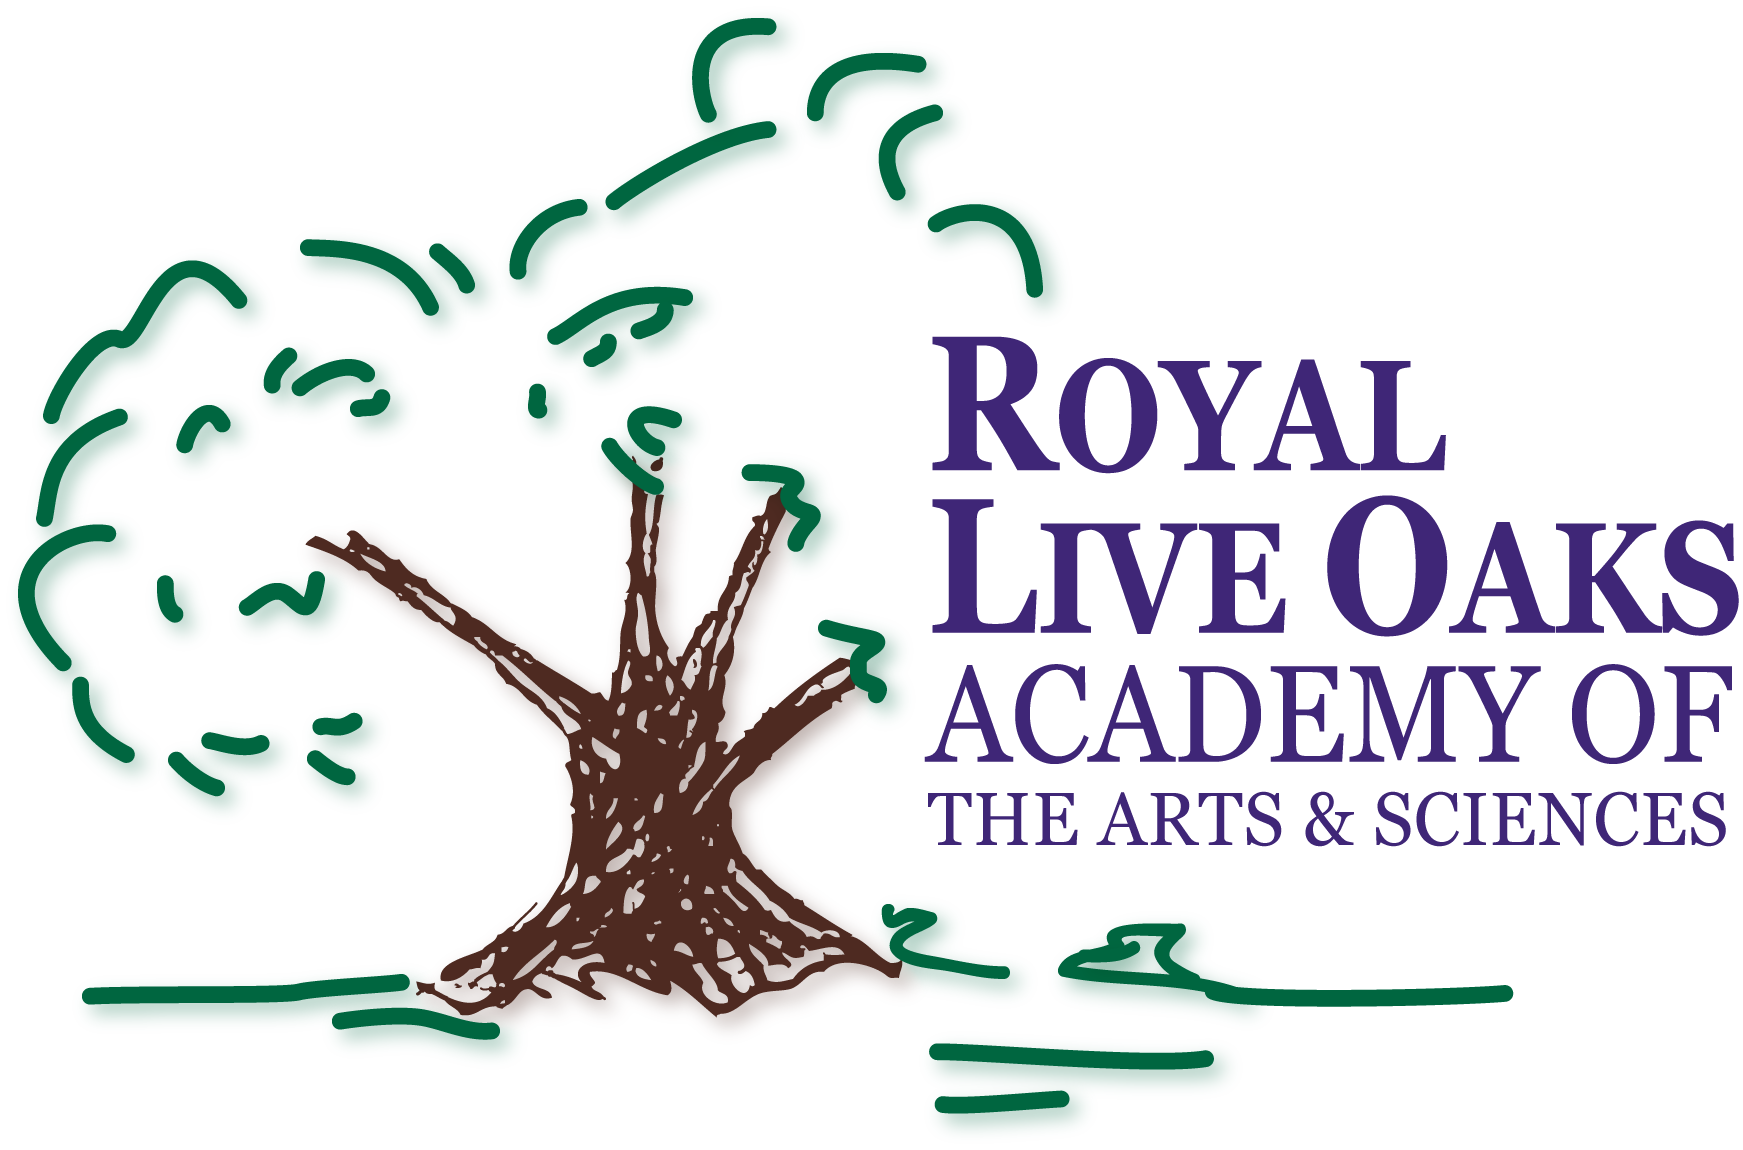 ROYAL
LIVE OAKS
ACADEMY OF
THE ARTS & SCIENCES